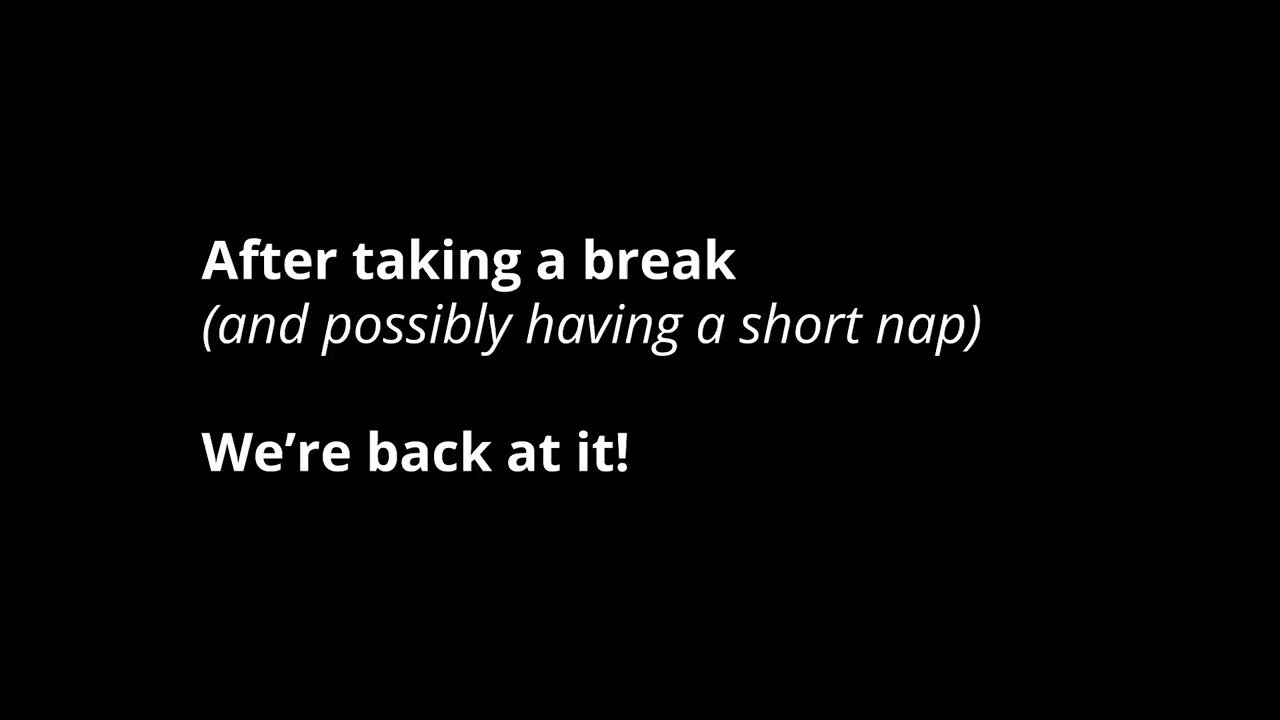 After taking a break
(and possibly having a short nap)
We’re back at it!